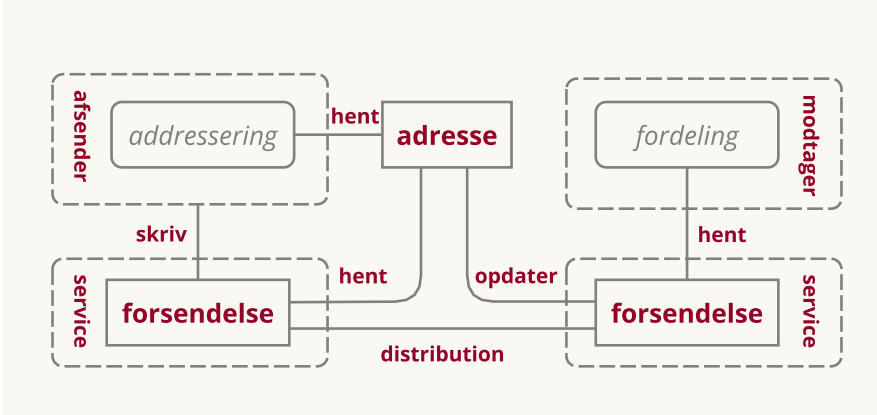 afsender
addressering
hent
adresse
fordeling
modtager
skriv
hent
service
forsendelse
hent
opdater
forsendelse
service
distribution